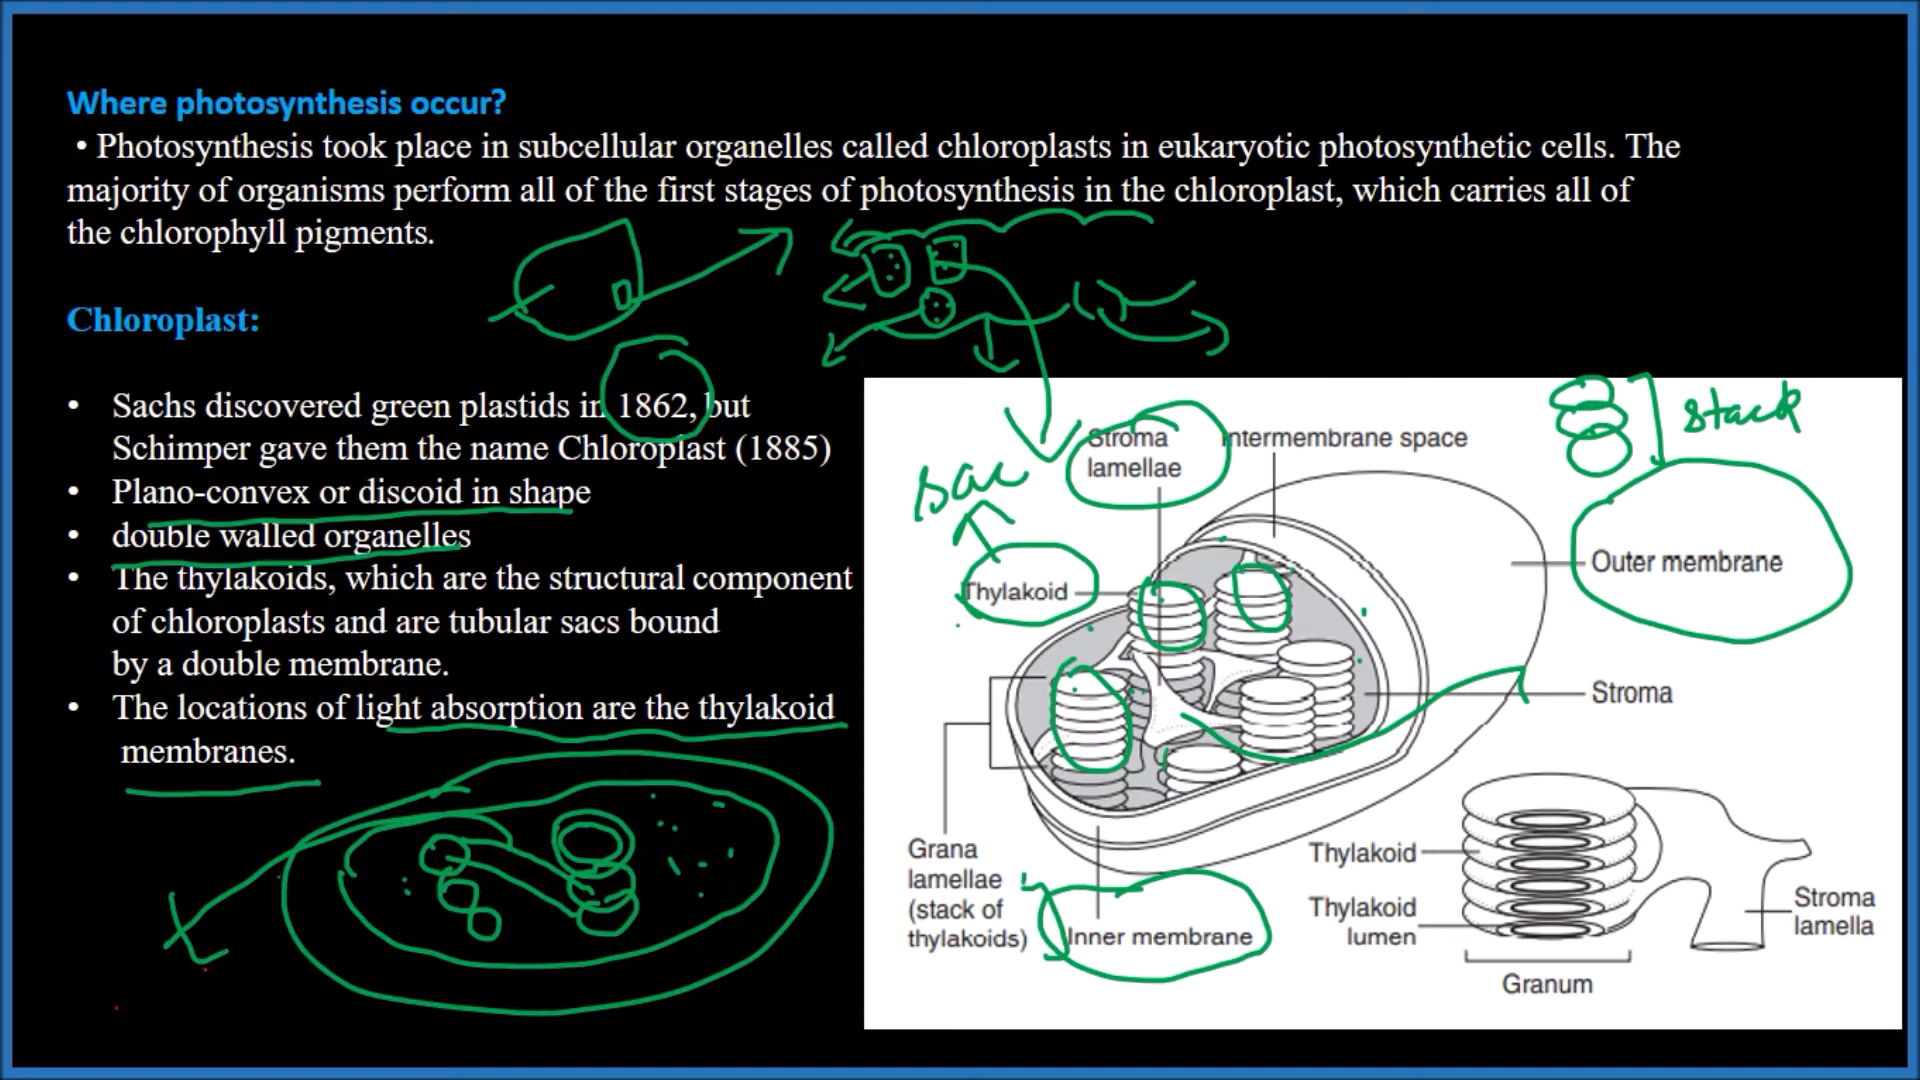 Where photosynthesis occur?
• Photosynthesis took place in subcellular organelles called chloroplasts in eukaryotic photosynthetic cells. The
majority of organisms perform all of the first stages of photosynthesis in the chloroplast, which carries all of
the chlorophyll pigments.
Chloroplast:
• Sachs discovered green plastids in 1862, but
Schimper gave them the name Chloroplast (1885)
• Plano-convex or discoid in shape
• double walled organelles
• The thylakoids, which are the structural component
of chloroplasts and are tubular sacs bound
by a double membrane.
• The locations of light absorption are the thylakoid
membranes.
stack
Stroma
lamellae
Intermembrane space
sac
Outer membrane
Thylakoid
Stroma
Grana
lamellae
(stack of
thylakoids)
Inner membrane
Thylakoid
Thylakoid
lumen
Stroma
lamella
Granum